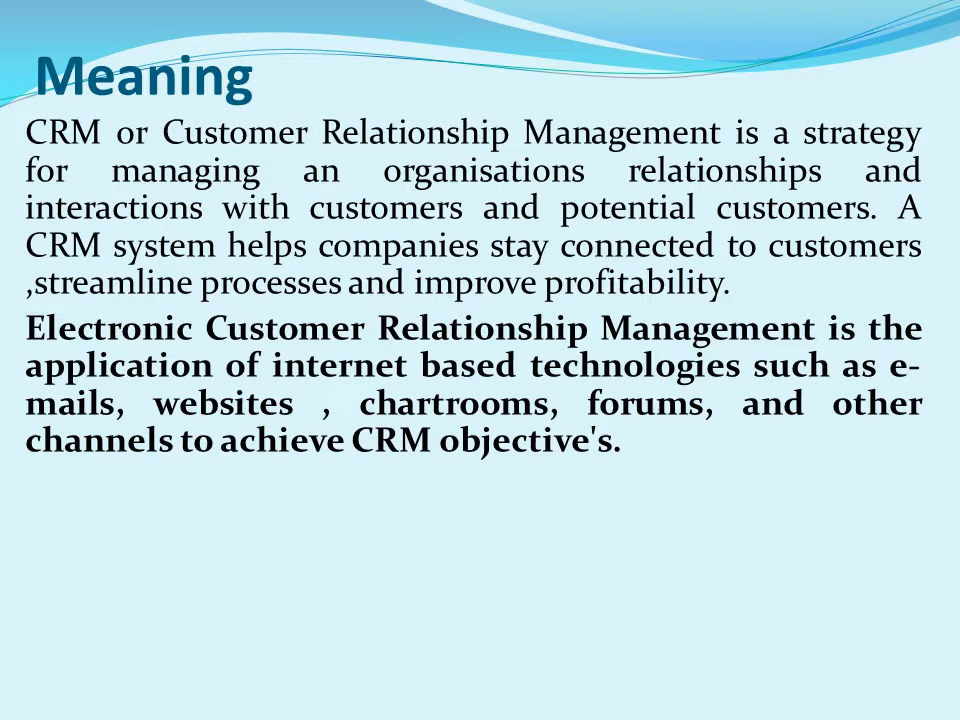 Meaning
CRM or Customer Relationship Management is a strategy
for managing an organisations relationships and
interactions with customers and potential customers. A
CRM system helps companies stay connected to customers
,streamline processes and improve profitability.
Electronic Customer Relationship Management is the
application of internet based technologies such as e-
mails, websites , chartrooms, forums, and other
channels to achieve CRM objective's.